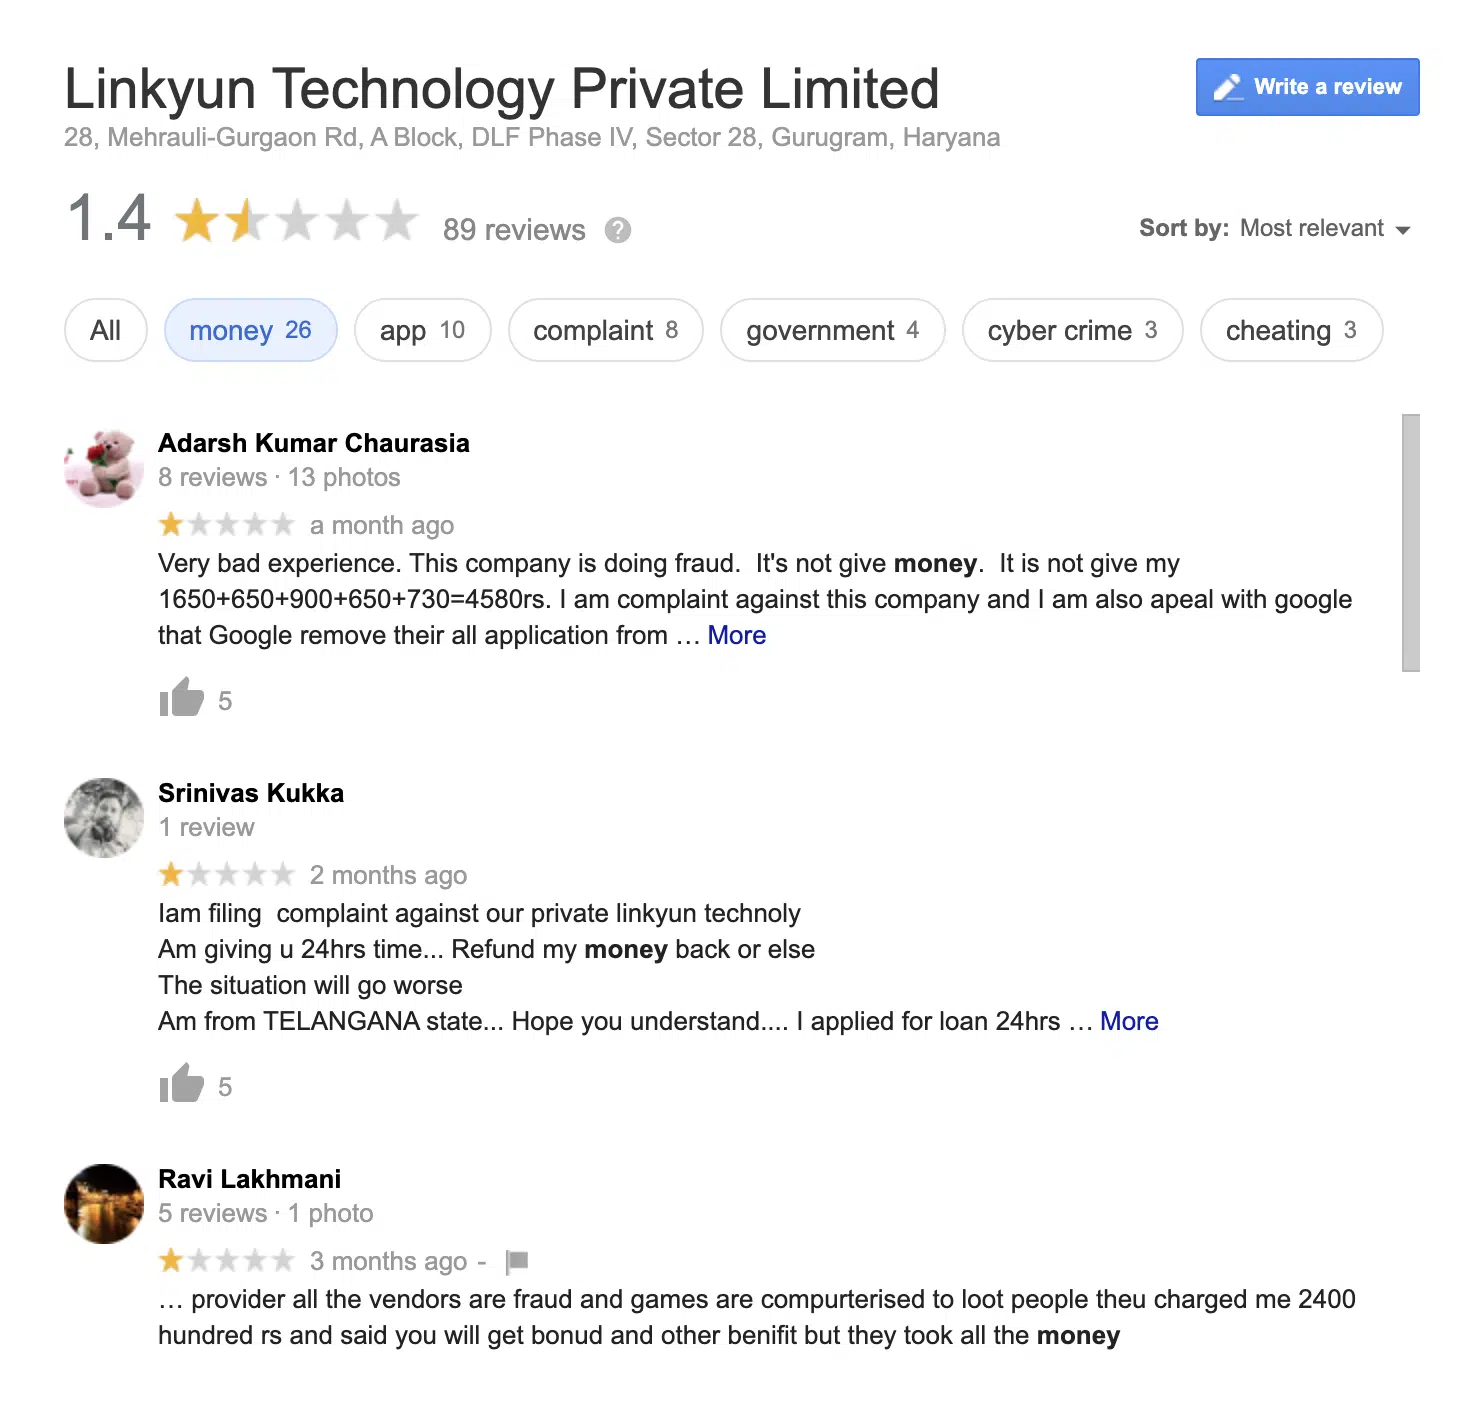 Linkyun Technology Private Limited
Write a review
28, Mehrauli-Gurgaon Rd, A Block, DLF Phase IV, Sector 28, Gurugram, Haryana
1.4 89 reviews ?
Sort by: Most relevant
All money 26 app 10 complaint 8 government 4 cyber crime 3 cheating 3
Adarsh Kumar Chaurasia
8 reviews · 13 photos
a month ago
Very bad experience. This company is doing fraud.  It's not give money.  It is not give my
1650+650+900+650+730=4580rs. I am complaint against this company and I am also apeal with google
that Google remove their all application from … More
5
Srinivas Kukka
1 review
2 months ago
Iam filing  complaint against our private linkyun technoly
Am giving u 24hrs time... Refund my money back or else
The situation will go worse
Am from TELANGANA state... Hope you understand.... I applied for loan 24hrs … More
5
Ravi Lakhmani
5 reviews · 1 photo
3 months ago -
… provider all the vendors are fraud and games are compurterised to loot people theu charged me 2400
hundred rs and said you will get bonud and other benifit but they took all the money